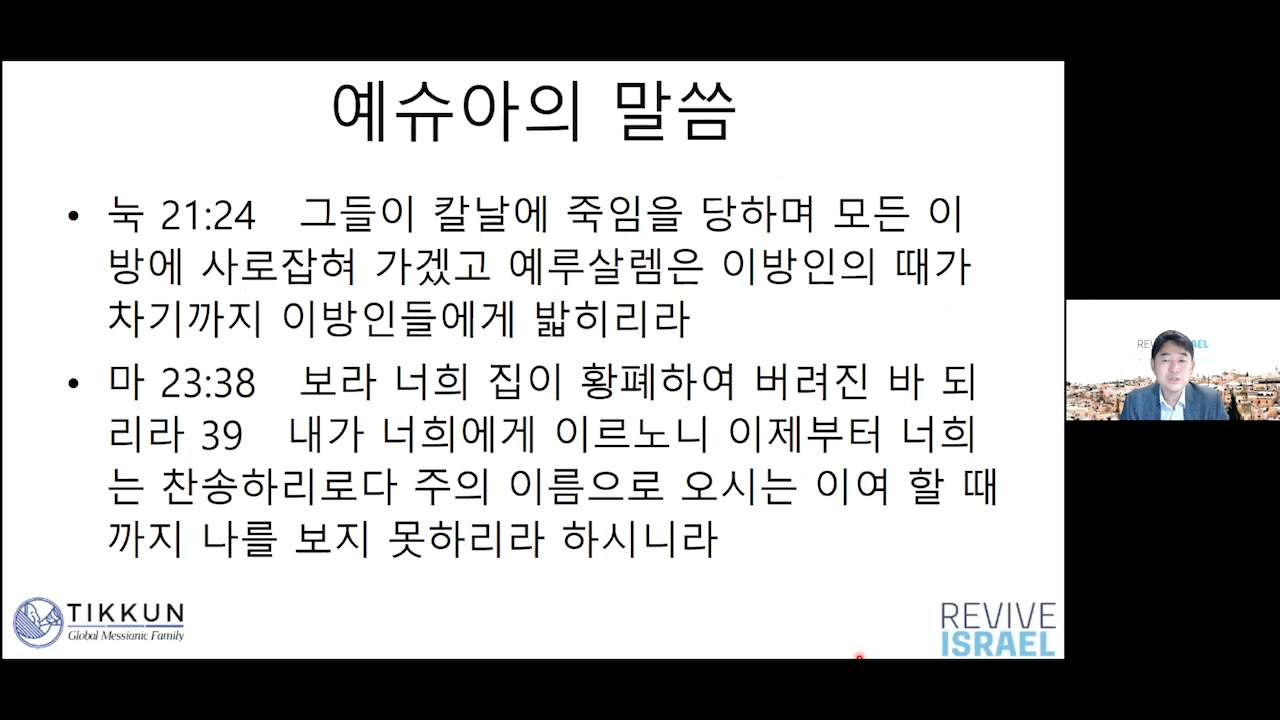 예슈아의 말씀
• 눅 21:24 그들이 칼날에 죽임을 당하며 모든 이
방에 사로잡혀 가겠고 예루살렘은 이방인의 때가
차기까지 이방인들에게 밟히리라
• 마 23:38 보라 너희 집이 황폐하여 버려진 바 되
리라 39 내가 너희에게 이르노니 이제부터 너희
는 찬송하리로다 주의 이름으로 오시는 이여 할 때
까지 나를 보지 못하리라 하시니라
TIKKUN
Global Messianic Family
REVIVE
ISRAEL